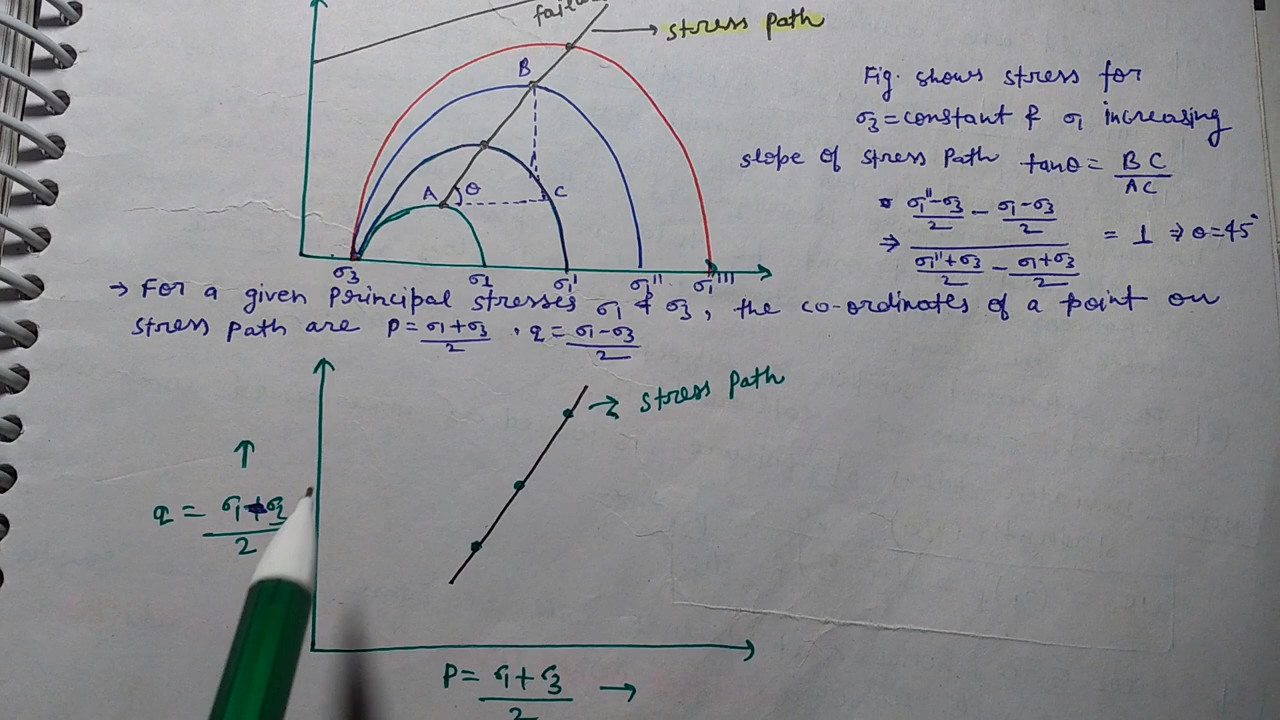 stress path
Fig. shows stress for
σ3 = constant & σ1 increasing
slope of stress Path tanθ = BC/AC
⇒ ((σ1''-σ3)/2 - (σ1-σ3)/2) / ((σ1''+σ3)/2 - (σ1+σ3)/2) = 1 ⇒ θ=45°
B
A θ C
σ3 σ1 σ1' σ1'' σ1'''
→ For a given Principal stresses σ1 & σ3, the co-ordinates of a point on
stress path are P = (σ1+σ3)/2 , q = (σ1-σ3)/2
→ stress Path
↑
q = (σ1-σ3)/2
P = (σ1+σ3)/2 →